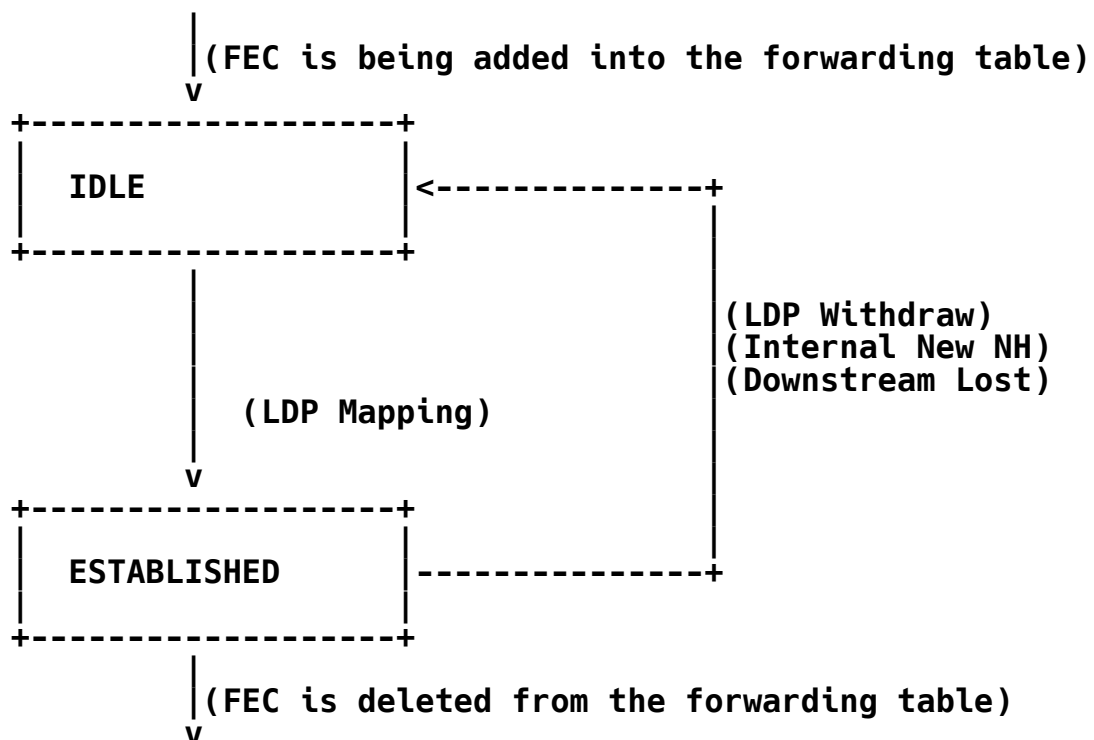 (FEC is being added into the forwarding table)
v
IDLE
(LDP Withdraw)
(Internal New NH)
(Downstream Lost)
(LDP Mapping)
v
ESTABLISHED
(FEC is deleted from the forwarding table)
v